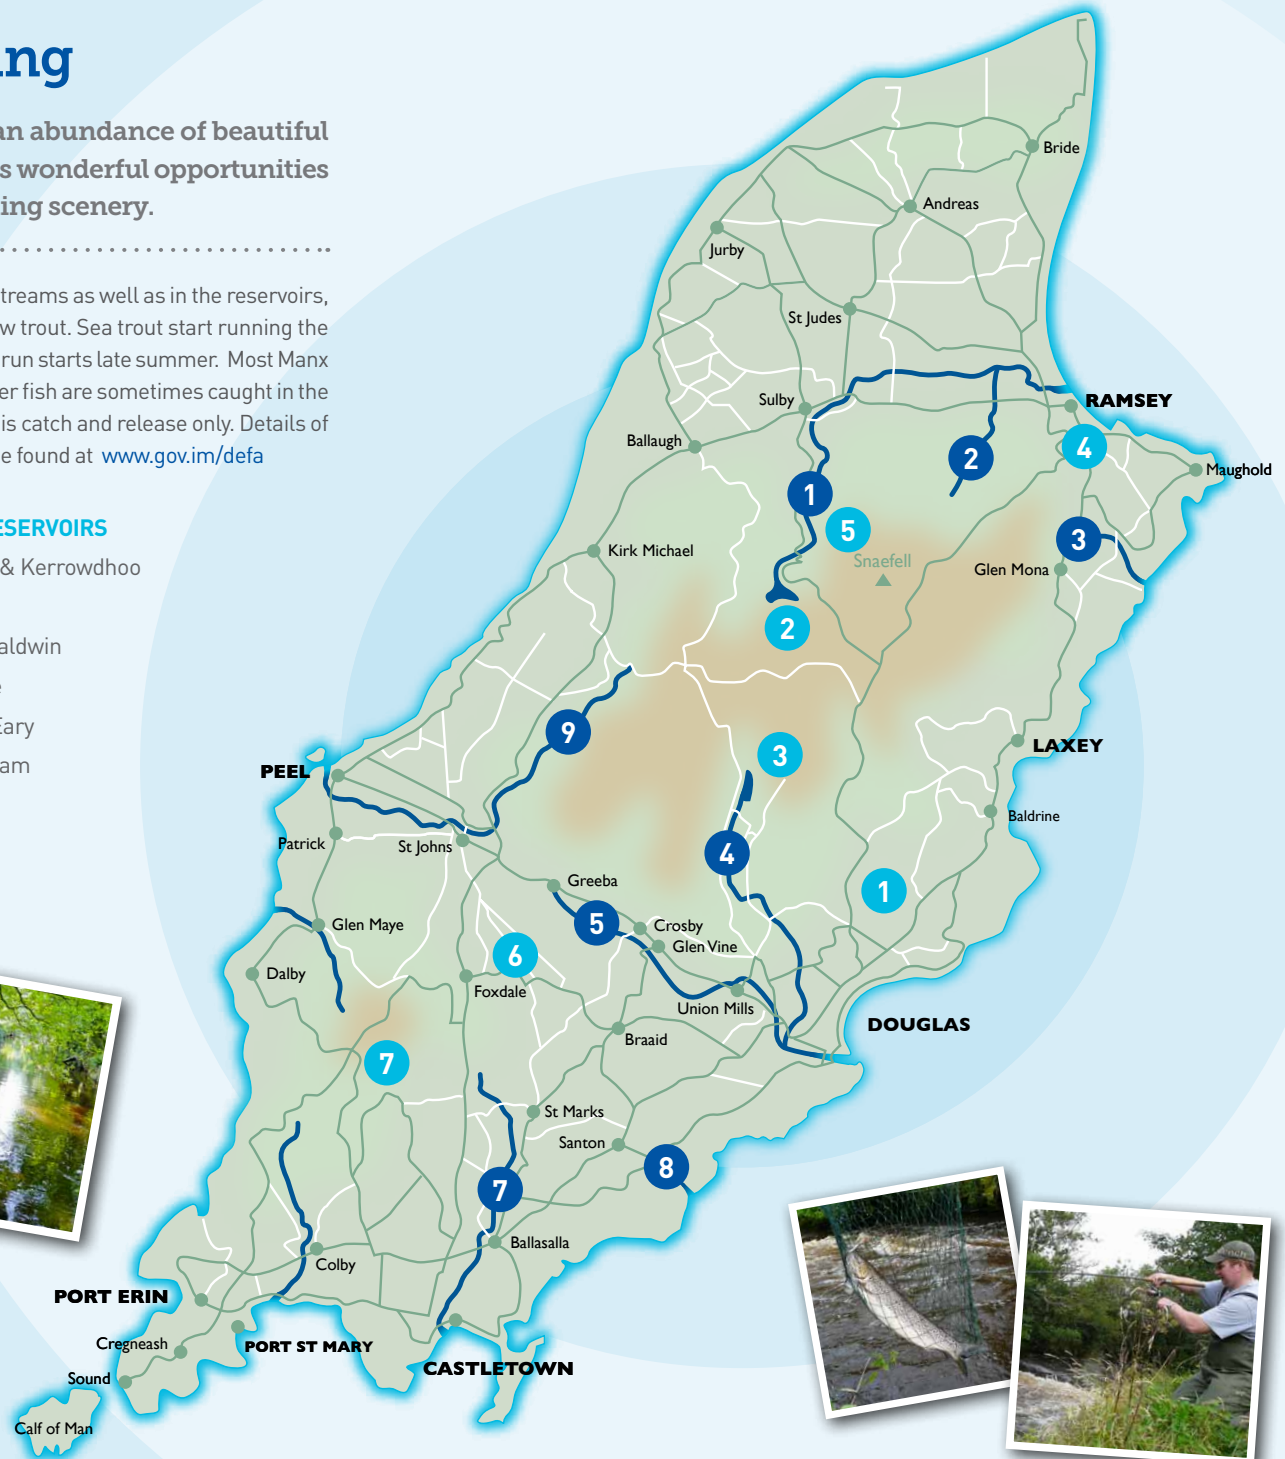 ing
an abundance of beautiful
s wonderful opportunities
ing scenery.
treams as well as in the reservoirs,
w trout. Sea trout start running the
run starts late summer. Most Manx
er fish are sometimes caught in the
is catch and release only. Details of
e found at www.gov.im/defa
ESERVOIRS
& Kerrowdhoo
aldwin
e
Eary
am
Bride
Andreas
Jurby
St Judes
Sulby
RAMSEY
Ballaugh
2
4
Maughold
1
5
3
Kirk Michael
Snaefell
Glen Mona
2
9
3
LAXEY
PEEL
Baldrine
Patrick
St Johns
4
Greeba
1
Glen Maye
5
Crosby
Glen Vine
6
Dalby
Foxdale
Union Mills
DOUGLAS
Braaid
7
St Marks
Santon
8
7
Ballasalla
Colby
PORT ERIN
Cregneash
PORT ST MARY
CASTLETOWN
Sound
Calf of Man